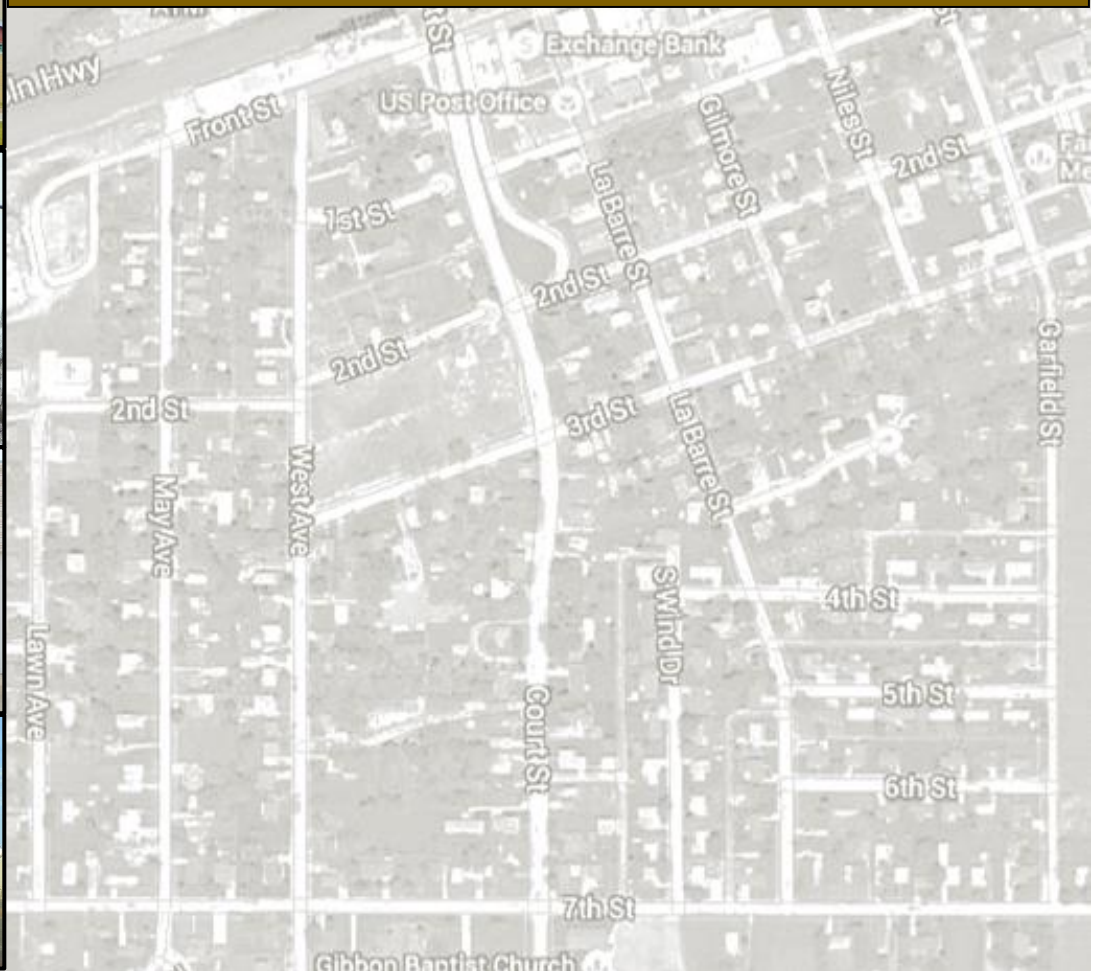 ln Hwy
Front St
St
Exchange Bank
US Post Office
Gilmore St
Niles St
2nd St
Fa
Me
La Barre St
1st St
2nd St
2nd St
2nd St
3rd St
La Barre St
Garfield St
West Ave
May Ave
S Wind Dr
4th St
Lawn Ave
5th St
Court St
6th St
7th St
Gibbon Baptist Church